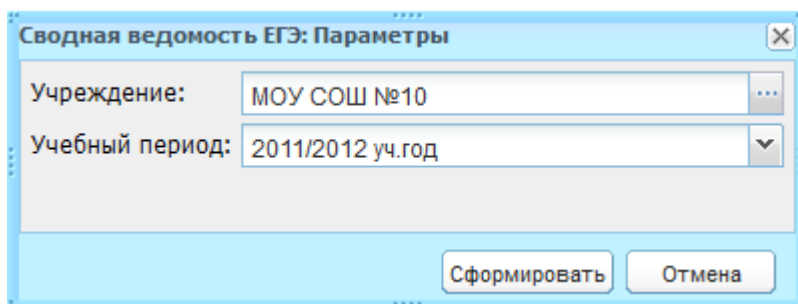 Сводная ведомость ЕГЭ: Параметры
Учреждение: МОУ СОШ №10
Учебный период: 2011/2012 уч.год
Сформировать Отмена